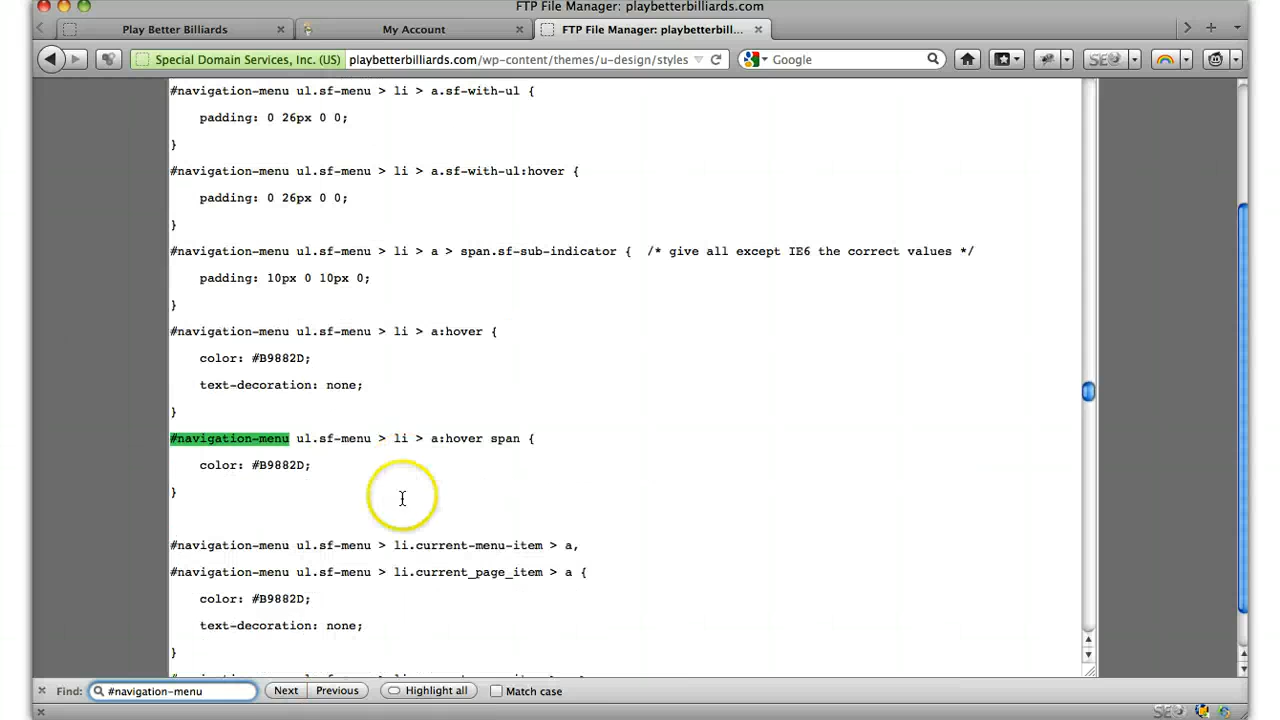 FTP File Manager: playbetterbilliards.com
Play Better Billiards
My Account
FTP File Manager: playbetterbill...
Special Domain Services, Inc. (US)
playbetterbilliards.com/wp-content/themes/u-design/styles
Google
SEO
#navigation-menu ul.sf-menu > li > a.sf-with-ul {
padding: 0 26px 0 0;
}
#navigation-menu ul.sf-menu > li > a.sf-with-ul:hover {
padding: 0 26px 0 0;
}
#navigation-menu ul.sf-menu > li > a > span.sf-sub-indicator { /* give all except IE6 the correct values */
padding: 10px 0 10px 0;
}
#navigation-menu ul.sf-menu > li > a:hover {
color: #B9882D;
text-decoration: none;
}
#navigation-menu ul.sf-menu > li > a:hover span {
color: #B9882D;
}
#navigation-menu ul.sf-menu > li.current-menu-item > a,
#navigation-menu ul.sf-menu > li.current_page_item > a {
color: #B9882D;
text-decoration: none;
}
Find: #navigation-menu Next Previous Highlight all Match case
SEO